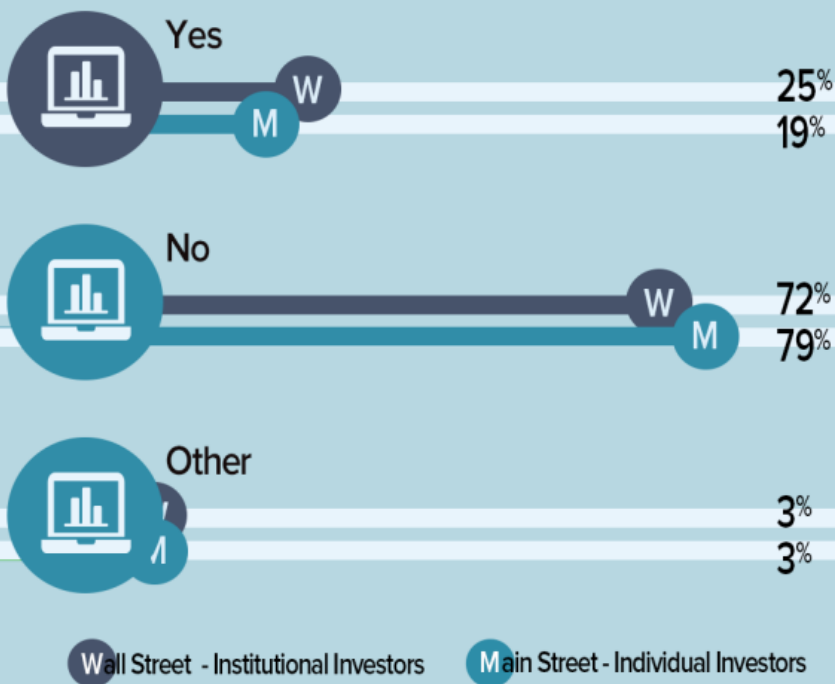 Yes
W
25%
M
19%
No
W
72%
M
79%
Other
3%
M
3%
Wall Street - Institutional Investors
Main Street - Individual Investors